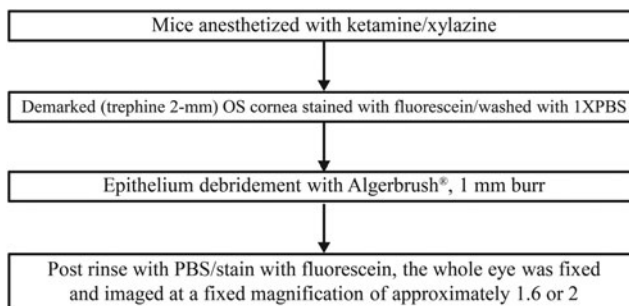 Mice anesthetized with ketamine/xylazine
Demarked (trephine 2-mm) OS cornea stained with fluorescein/washed with 1XPBS
Epithelium debridement with Algerbrush®, 1 mm burr
Post rinse with PBS/stain with fluorescein, the whole eye was fixed
and imaged at a fixed magnification of approximately 1.6 or 2